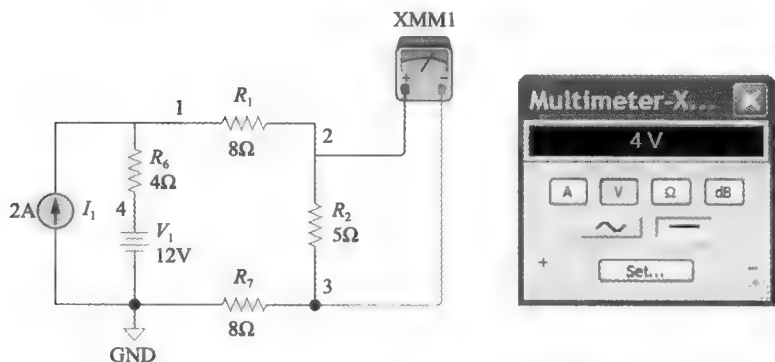 XMM1
+ −
Multimeter-X... X
4 V
A V Ω dB
+ Set... −
1 R₁ 2
8Ω
R₆
4Ω
2A I₁
4
V₁
12V
R₂
5Ω
R₇ 3
8Ω
GND